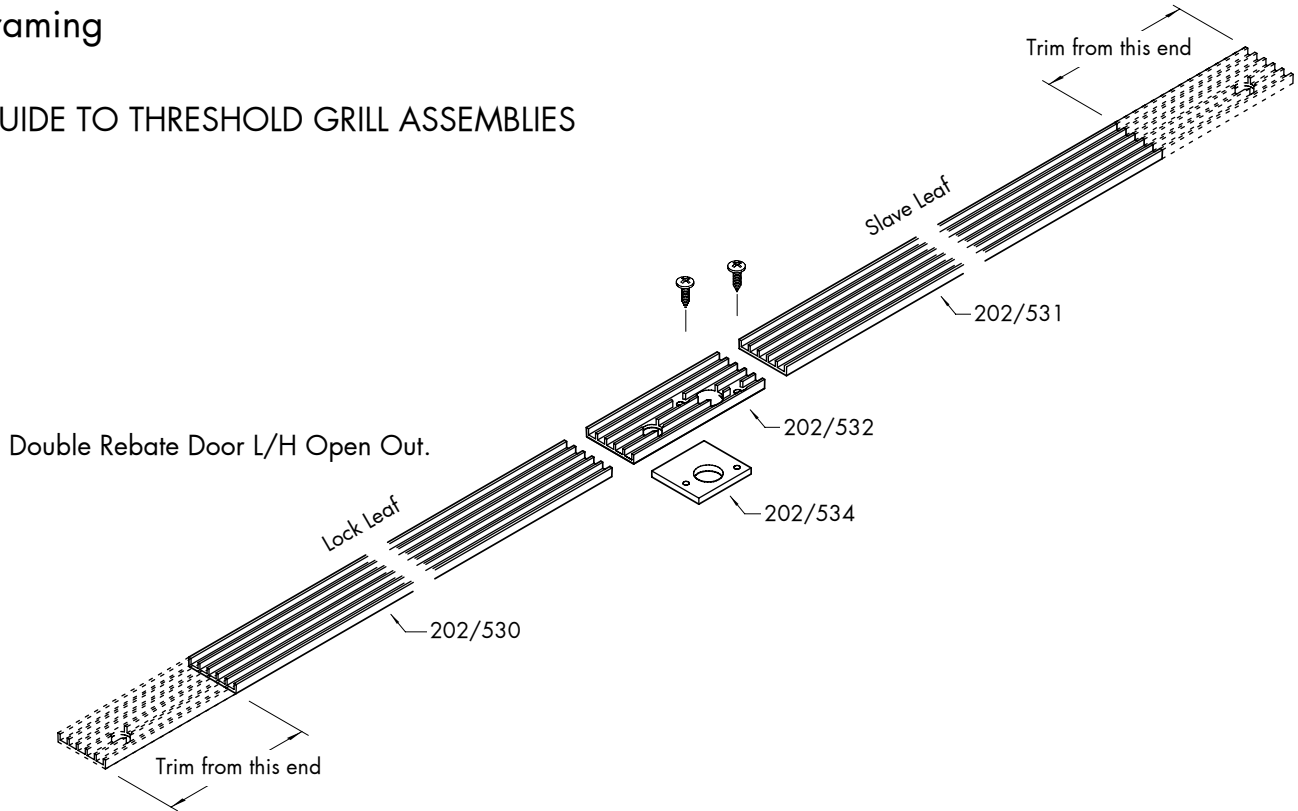 raming
UIDE TO THRESHOLD GRILL ASSEMBLIES
Trim from this end
Slave Leaf
202/531
202/532
Double Rebate Door L/H Open Out.
202/534
Lock Leaf
202/530
Trim from this end